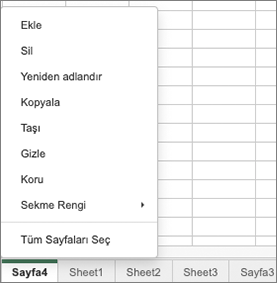 Ekle
Sil
Yeniden adlandır
Kopyala
Taşı
Gizle
Koru
Sekme Rengi
Tüm Sayfaları Seç
Sayfa4 Sheet1 Sheet2 Sheet3 Sayfa3